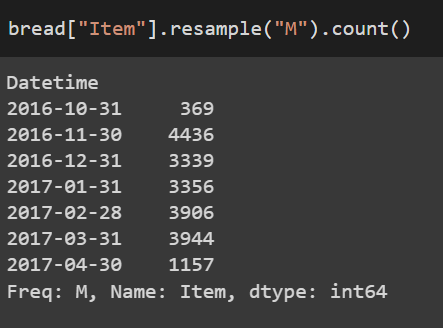 bread["Item"].resample("M").count()
Datetime
2016-10-31     369
2016-11-30    4436
2016-12-31    3339
2017-01-31    3356
2017-02-28    3906
2017-03-31    3944
2017-04-30    1157
Freq: M, Name: Item, dtype: int64